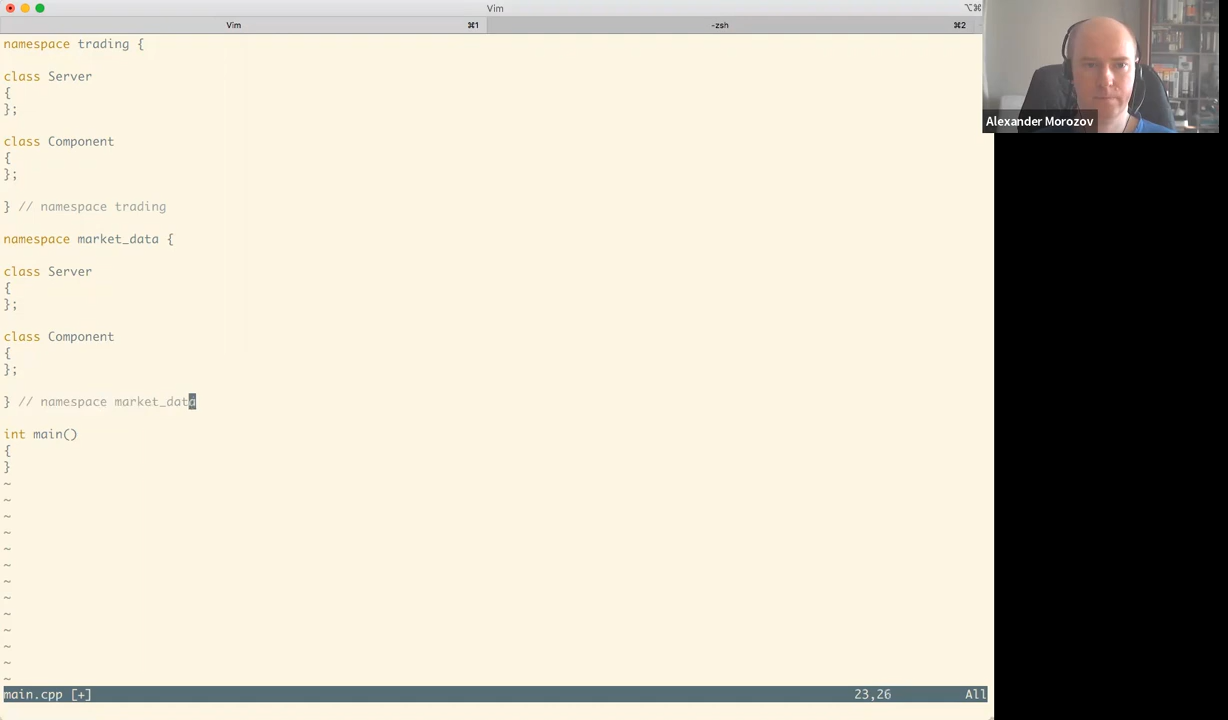 Vim ⌥⌘
Vim ⌘1 -zsh ⌘2
namespace trading {
class Server
{
};
class Component
{
};
} // namespace trading
namespace market_data {
class Server
{
};
class Component
{
};
} // namespace market_data
int main()
{
}
~
~
~
~
~
~
~
~
~
~
~
~
~
main.cpp [+] 23,26 All
Alexander Morozov